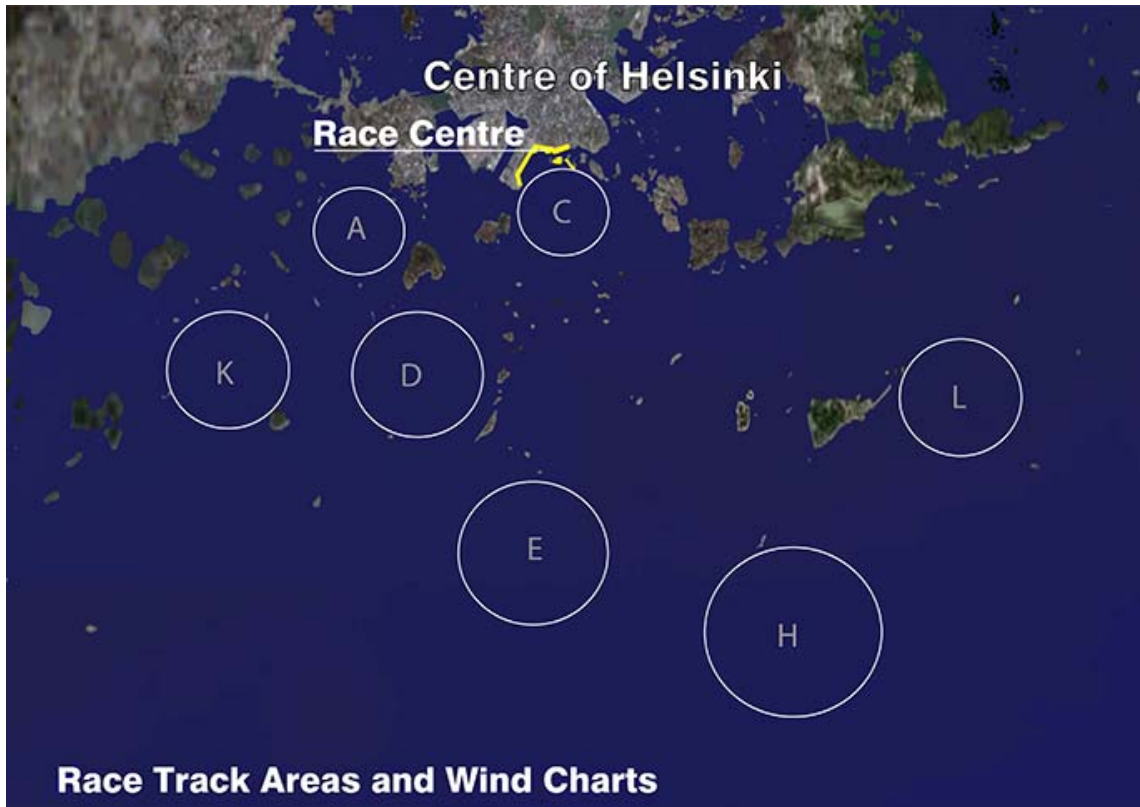 Centre of Helsinki
Race Centre
A
C
K
D
L
E
H
Race Track Areas and Wind Charts